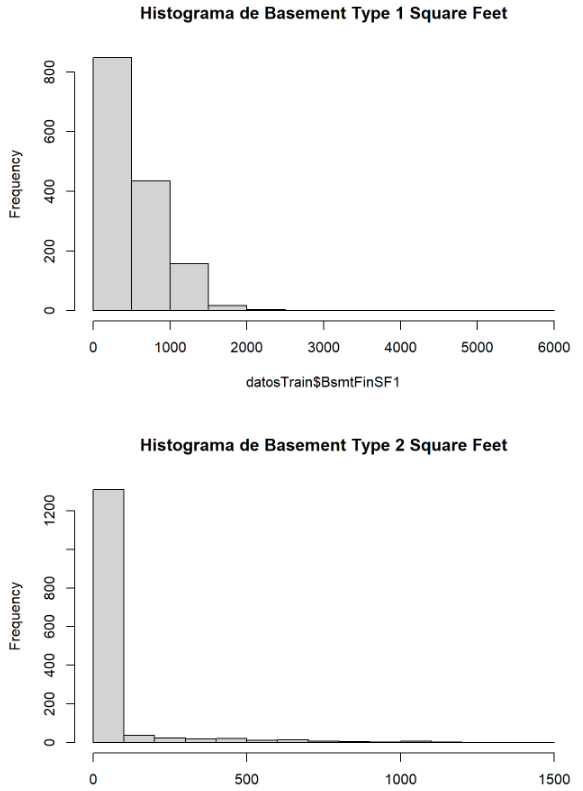 Histograma de Basement Type 1 Square Feet
Frequency
800
600
400
200
0
0 1000 2000 3000 4000 5000 6000
datosTrain$BsmtFinSF1
Histograma de Basement Type 2 Square Feet
Frequency
1200
800
600
400
200
0
0 500 1000 1500